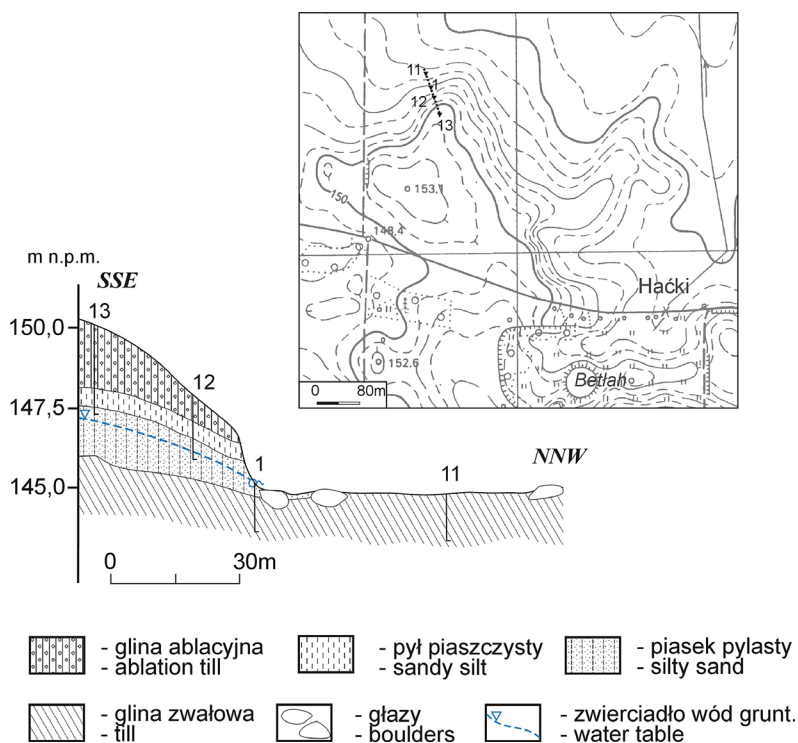 11
1
12
13
153,1
150
148,4
Haćki
152,6
Betłah
0 80m
m n.p.m.
SSE
13
150,0
12
147,5
1
NNW
11
145,0
0 30m
- glina ablacyjna
- ablation till
- pył piaszczysty
- sandy silt
- piasek pylasty
- silty sand
- glina zwałowa
- till
- głazy
- boulders
- zwierciadło wód grunt.
- water table